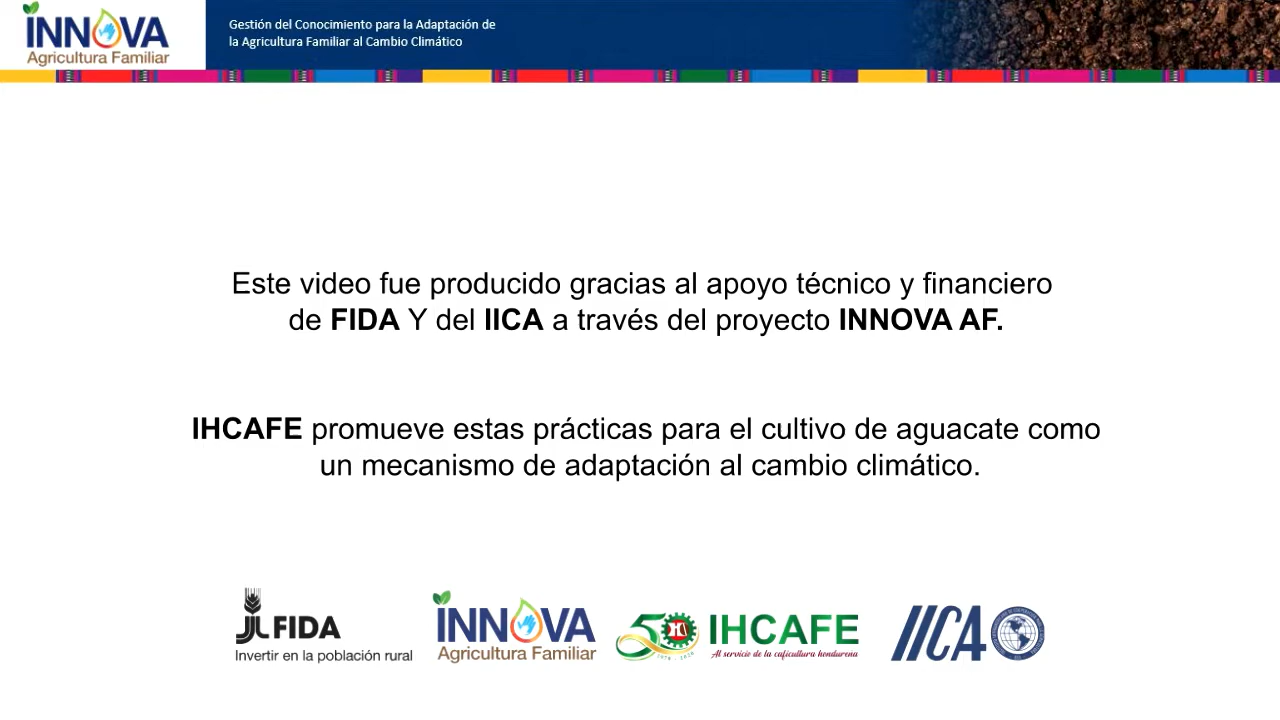 INNOVA
Agricultura Familiar
Gestión del Conocimiento para la Adaptación de
la Agricultura Familiar al Cambio Climático
Este video fue producido gracias al apoyo técnico y financiero
de FIDA Y del IICA a través del proyecto INNOVA AF.
IHCAFE promueve estas prácticas para el cultivo de aguacate como
un mecanismo de adaptación al cambio climático.
FIDA
Invertir en la población rural
INNOVA
Agricultura Familiar
50
IHCAFE
Al servicio de la caficultura hondureña
IICA